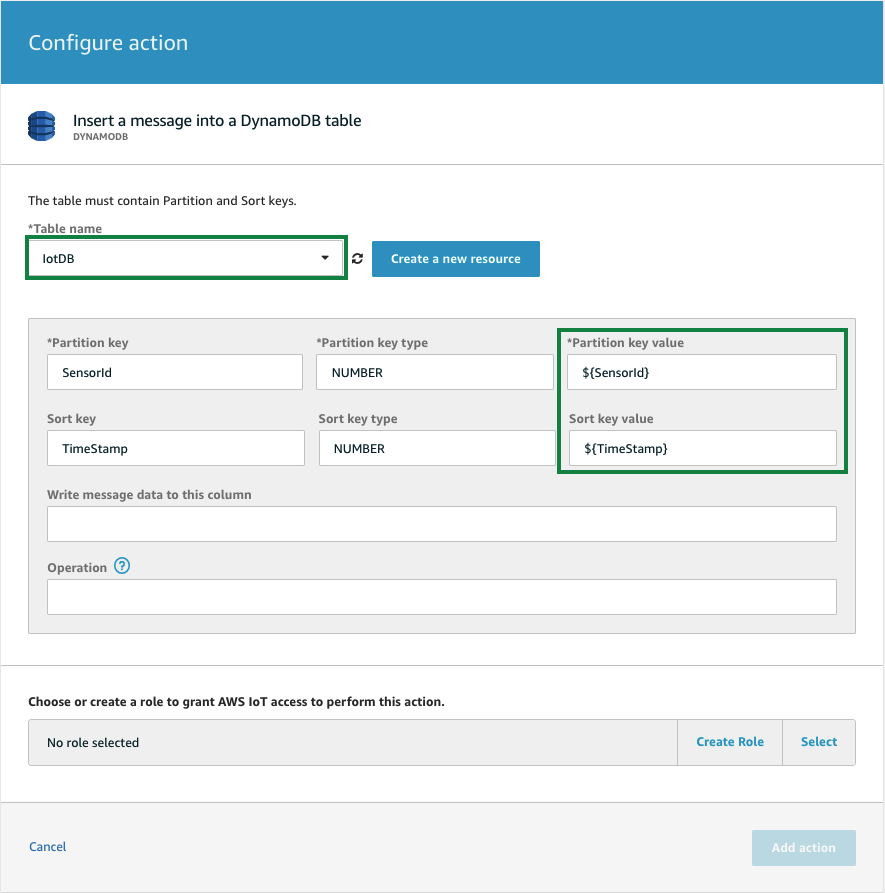 Configure action
Insert a message into a DynamoDB table
DYNAMODB
The table must contain Partition and Sort keys.
*Table name
IotDB
Create a new resource
*Partition key
*Partition key type
*Partition key value
SensorId
NUMBER
${SensorId}
Sort key
Sort key type
Sort key value
TimeStamp
NUMBER
${TimeStamp}
Write message data to this column
Operation ?
Choose or create a role to grant AWS IoT access to perform this action.
No role selected
Create Role
Select
Cancel
Add action